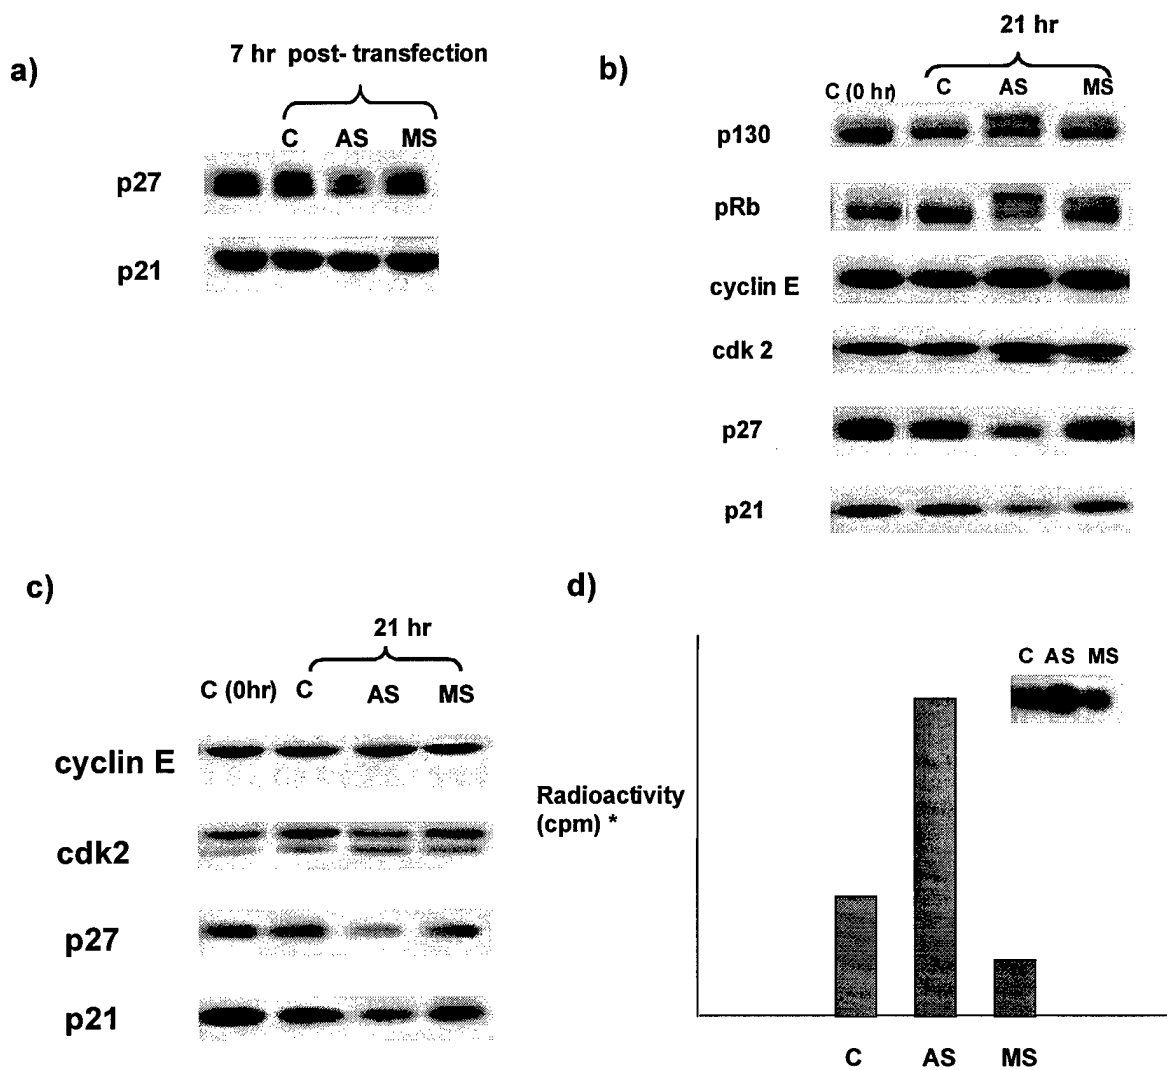 a)
7 hr post-transfection
C AS MS
p27
p21
b)
21 hr
C (0 hr) C AS MS
p130
pRb
cyclin E
cdk 2
p27
p21
c)
21 hr
C (0hr) C AS MS
cyclin E
cdk2
p27
p21
d)
C AS MS
Radioactivity
(cpm) *
C AS MS